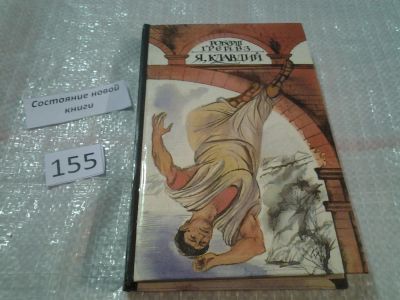 РОБЕРТ
ГРЕЙВЗ
Я, КЛАВДИЙ
Состояние новой
книги
155